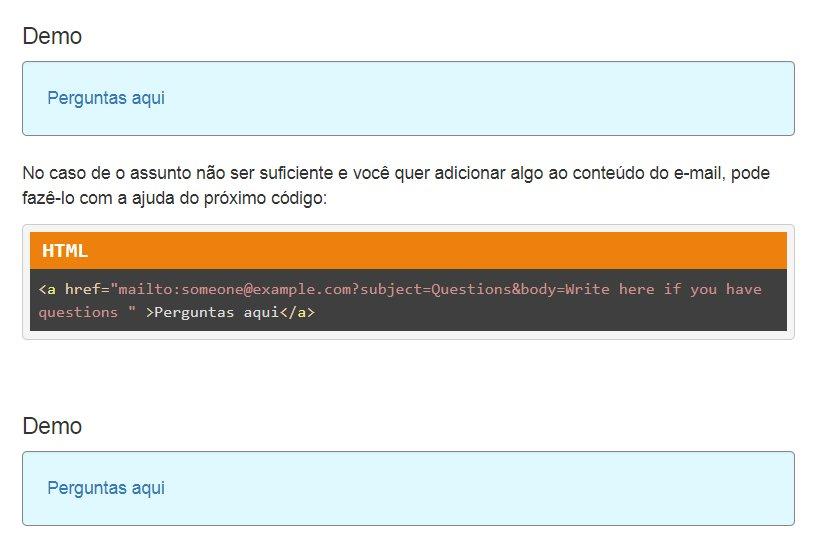 Demo
Perguntas aqui
No caso de o assunto não ser suficiente e você quer adicionar algo ao conteúdo do e-mail, pode
fazê-lo com a ajuda do próximo código:
HTML
<a href="mailto:someone@example.com?subject=Questions&body=Write here if you have
questions " >Perguntas aqui</a>
Demo
Perguntas aqui